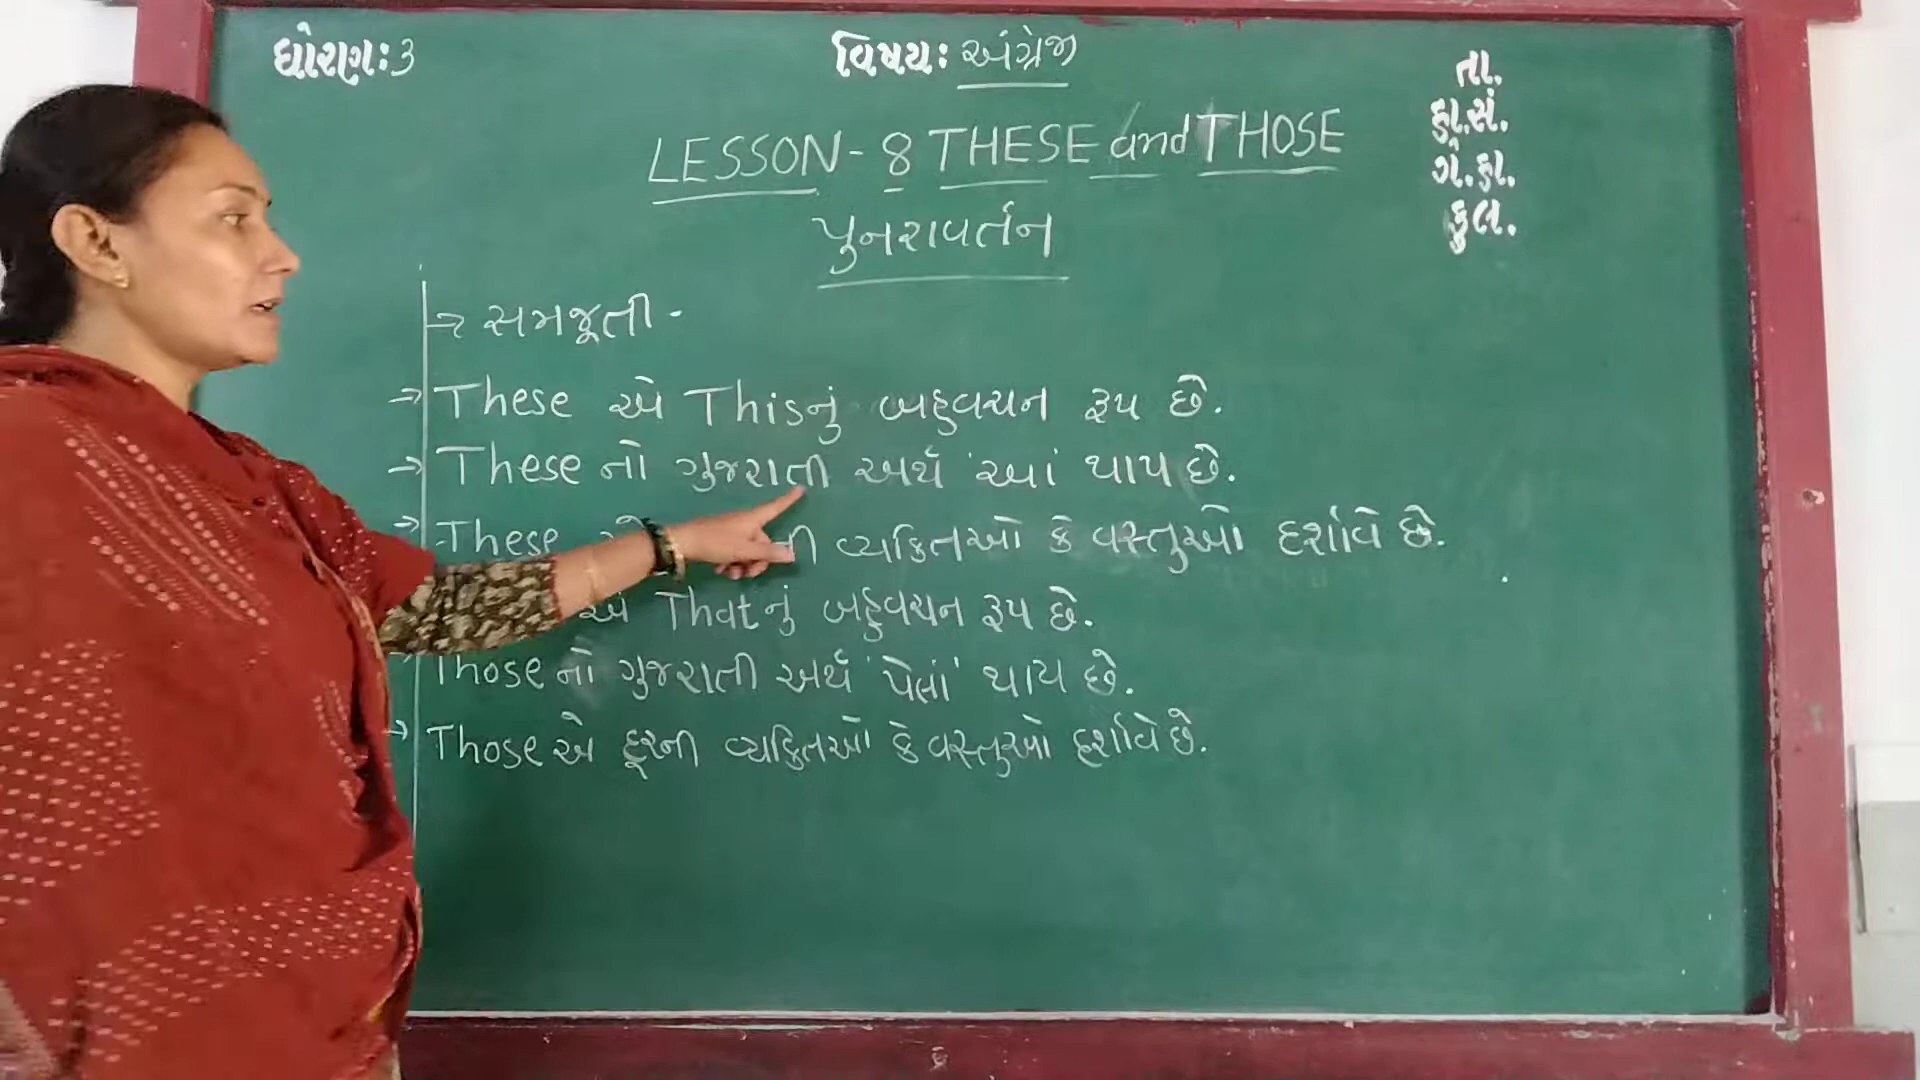 ધોરણ: 3
વિષય: અંગ્રેજી
તા.
હા.સં.
ગે.હા.
કુલ.
LESSON - 8 THESE and THOSE
પુનરાવર્તન
→ સમજૂતી -
→ These એ Thisનું બહુવચન રૂપ છે.
→ These નો ગુજરાતી અર્થ 'આ' થાય છે.
→ These વ્યક્તિઓ કે વસ્તુઓ દર્શાવે છે.
એ Thatનું બહુવચન રૂપ છે.
Those નો ગુજરાતી અર્થ 'પેલાં' થાય છે.
→ Those એ દૂરની વ્યક્તિઓ કે વસ્તુઓ દર્શાવે છે.